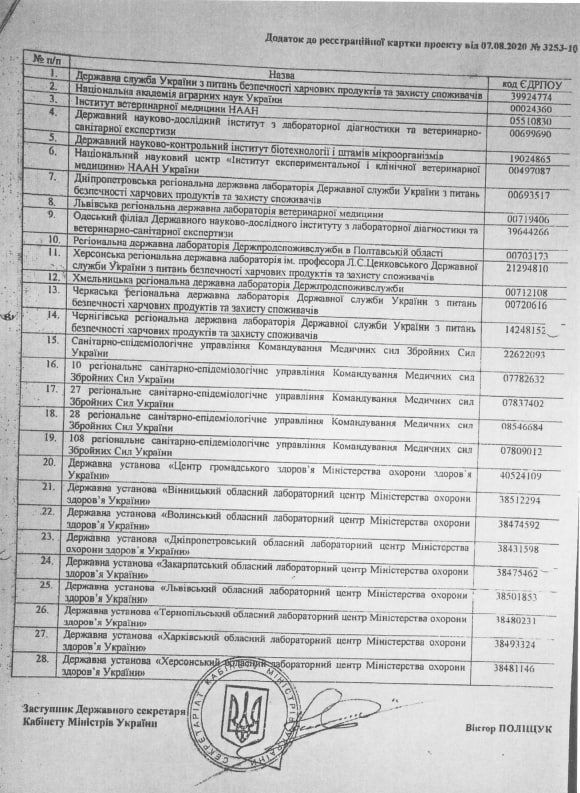 Додаток до реєстраційної картки проекту від 07.08.2020 № 3253-10
№ п/п
Назва
код ЄДРПОУ
1. Державна служба України з питань безпечності харчових продуктів та захисту споживачів 39924774
2. Національна академія аграрних наук України 00024360
3. Інститут ветеринарної медицини НААН 05510830
4. Державний науково-дослідний інститут з лабораторної діагностики та ветеринарно-
санітарної експертизи 00699690
5. Державний науково-контрольний інститут біотехнології і штамів мікроорганізмів 19024865
6. Національний науковий центр «Інститут експериментальної і клінічної ветеринарної
медицини» НААН України 00497087
7. Дніпропетровська регіональна державна лабораторія Державної служби України з питань
безпечності харчових продуктів та захисту споживачів 00693517
8. Львівська регіональна державна лабораторія ветеринарної медицини 00719406
9. Одеський філіал Державного науково-дослідного інституту з лабораторної діагностики та
ветеринарно-санітарної експертизи 39644266
10. Регіональна державна лабораторія Держпродспоживслужби в Полтавській області 00703173
11. Херсонська регіональна державна лабораторія ім. професора Л.С.Ценковського Державної
служби України з питань безпечності харчових продуктів та захисту споживачів 21294810
12. Хмельницька регіональна державна лабораторія Держпродспоживслужби 00712108
13. Черкаська регіональна державна лабораторія Державної служби України з питань
безпечності харчових продуктів та захисту споживачів 00720616
14. Чернігівська регіональна державна лабораторія Державної служби України з питань
безпечності харчових продуктів та захисту споживачів 14248152
15. Санітарно-епідеміологічне управління Командування Медичних сил Збройних Сил
України 22622093
16. 10 регіональне санітарно-епідеміологічне управління Командування Медичних сил
Збройних Сил України 07782632
17. 27 регіональне санітарно-епідеміологічне управління Командування Медичних сил
Збройних Сил України 07837402
18. 28 регіональне санітарно-епідеміологічне управління Командування Медичних сил
Збройних Сил України 08546684
19. 108 регіональне санітарно-епідеміологічне управління Командування Медичних сил
Збройних Сил України 07809012
20. Державна установа «Центр громадського здоров'я Міністерства охорони здоров'я
України» 40524109
21. Державна установа «Вінницький обласний лабораторний центр Міністерства охорони
здоров'я України» 38512294
22. Державна установа «Волинський обласний лабораторний центр Міністерства охорони
здоров'я України» 38474592
23. Державна установа «Дніпропетровський обласний лабораторний центр Міністерства
охорони здоров'я України» 38431598
24. Державна установа «Закарпатський обласний лабораторний центр Міністерства охорони
здоров'я України» 38475462
25. Державна установа «Львівський обласний лабораторний центр Міністерства охорони
здоров'я України» 38501853
26. Державна установа «Тернопільський обласний лабораторний центр Міністерства охорони
здоров'я України» 38480231
27. Державна установа «Харківський обласний лабораторний центр Міністерства охорони
здоров'я України» 38493324
28. Державна установа «Херсонський обласний лабораторний центр Міністерства охорони
здоров'я України» 38481146
Заступник Державного секретаря
Кабінету Міністрів України
Віктор ПОЛІЩУК
СЕКРЕТАРІАТ КАБІНЕТУ МІНІСТРІВ УКРАЇНИ